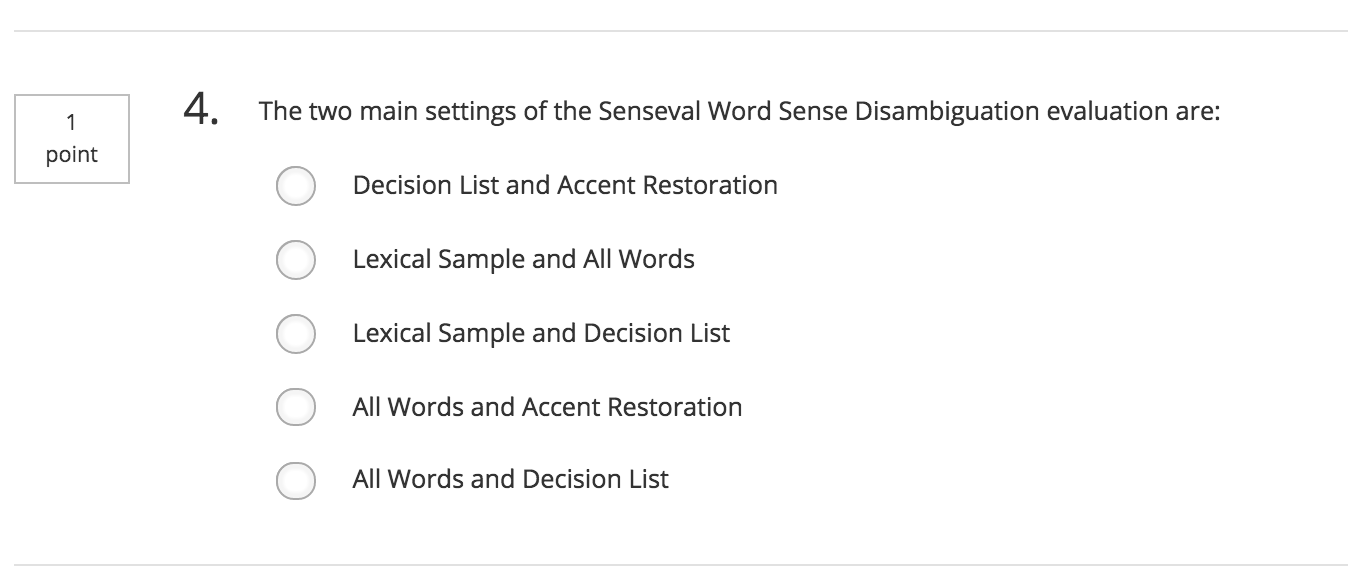 1
point
4. The two main settings of the Senseval Word Sense Disambiguation evaluation are:
Decision List and Accent Restoration
Lexical Sample and All Words
Lexical Sample and Decision List
All Words and Accent Restoration
All Words and Decision List